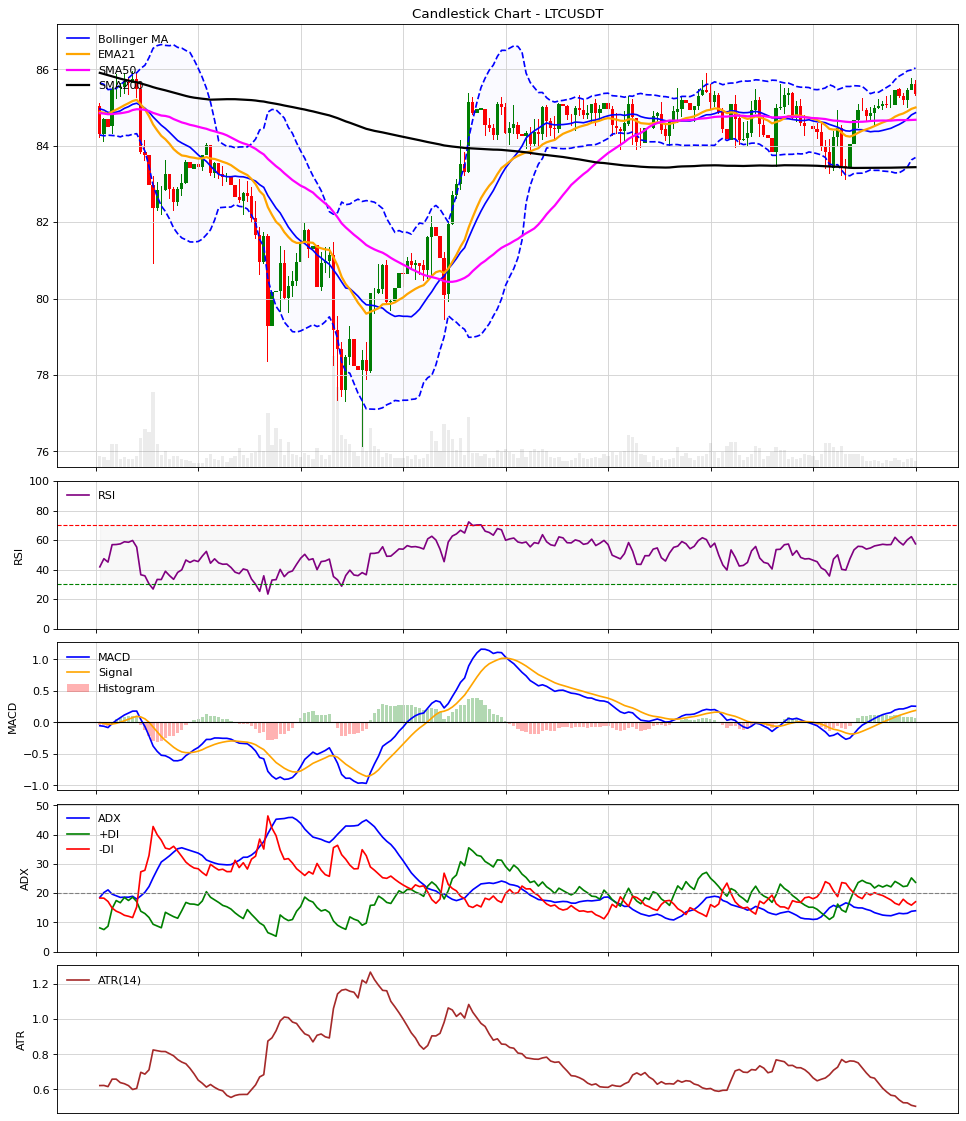 Candlestick Chart - LTCUSDT
Bollinger MA
EMA21
SMA50
SMA200
86
84
82
80
78
76
RSI
RSI
100
80
60
40
20
0
MACD
MACD
Signal
Histogram
1.0
0.5
0.0
−0.5
−1.0
ADX
ADX
+DI
-DI
50
40
30
20
10
0
ATR
ATR(14)
1.2
1.0
0.8
0.6